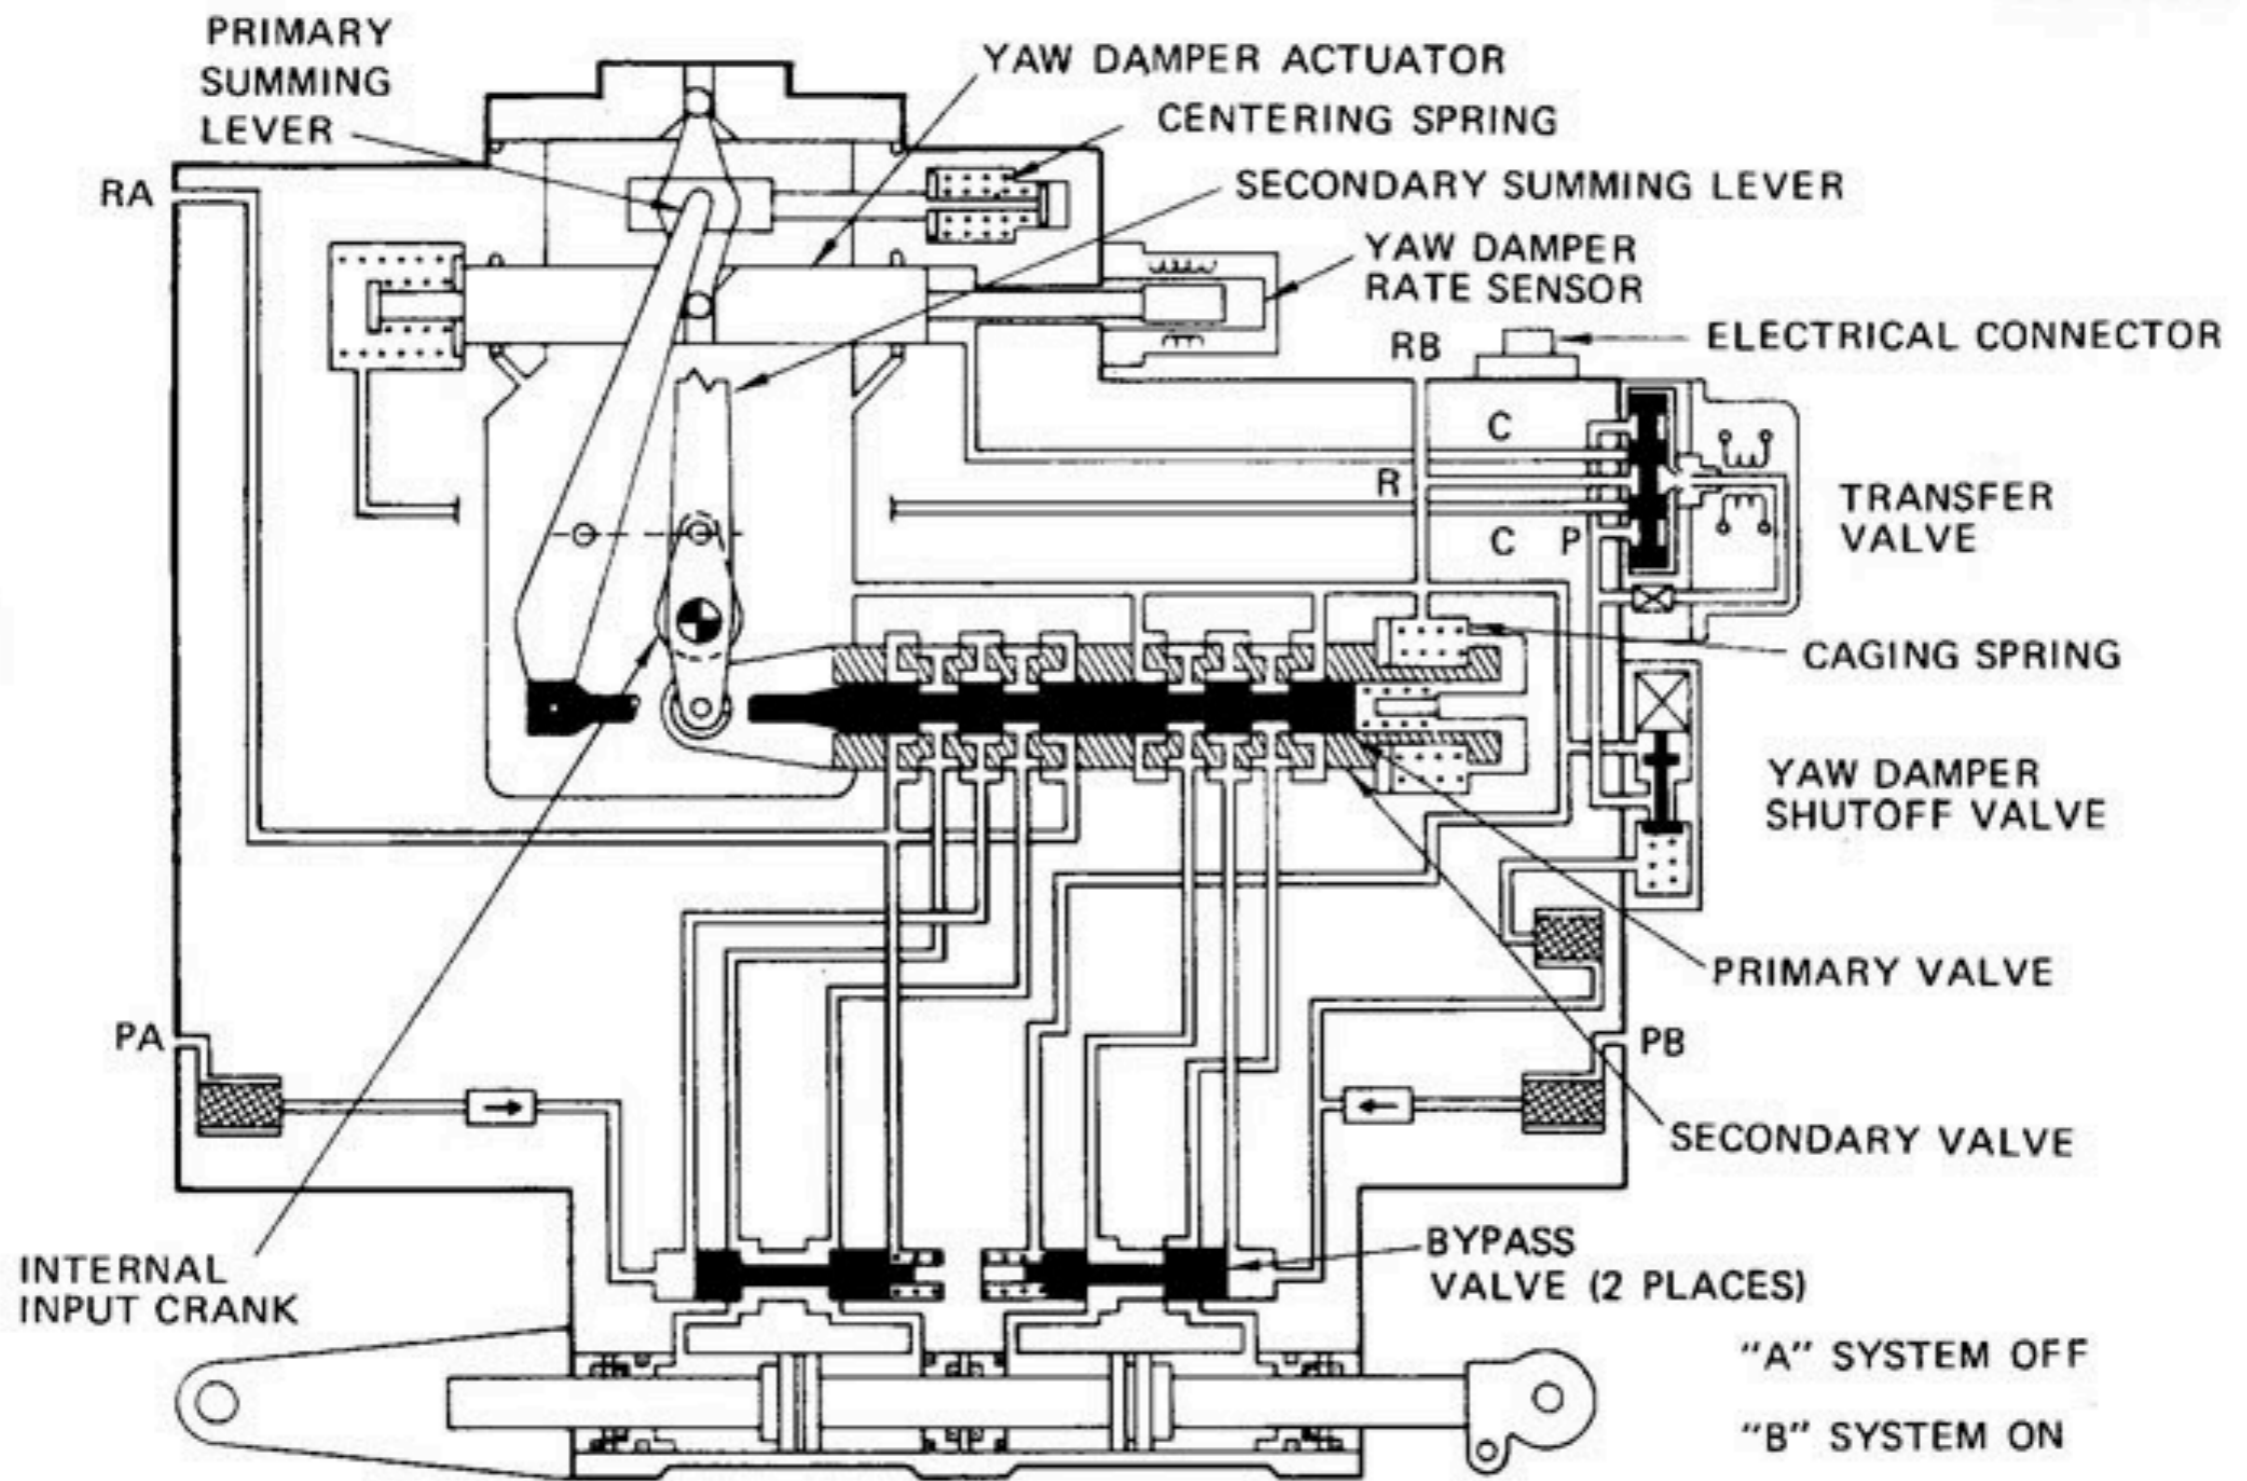 PRIMARY
SUMMING
LEVER
YAW DAMPER ACTUATOR
CENTERING SPRING
SECONDARY SUMMING LEVER
RA
YAW DAMPER
RATE SENSOR
RB
ELECTRICAL CONNECTOR
C
R
C
P
TRANSFER
VALVE
CAGING SPRING
YAW DAMPER
SHUTOFF VALVE
PRIMARY VALVE
PA
PB
SECONDARY VALVE
INTERNAL
INPUT CRANK
BYPASS
VALVE (2 PLACES)
"A" SYSTEM OFF
"B" SYSTEM ON